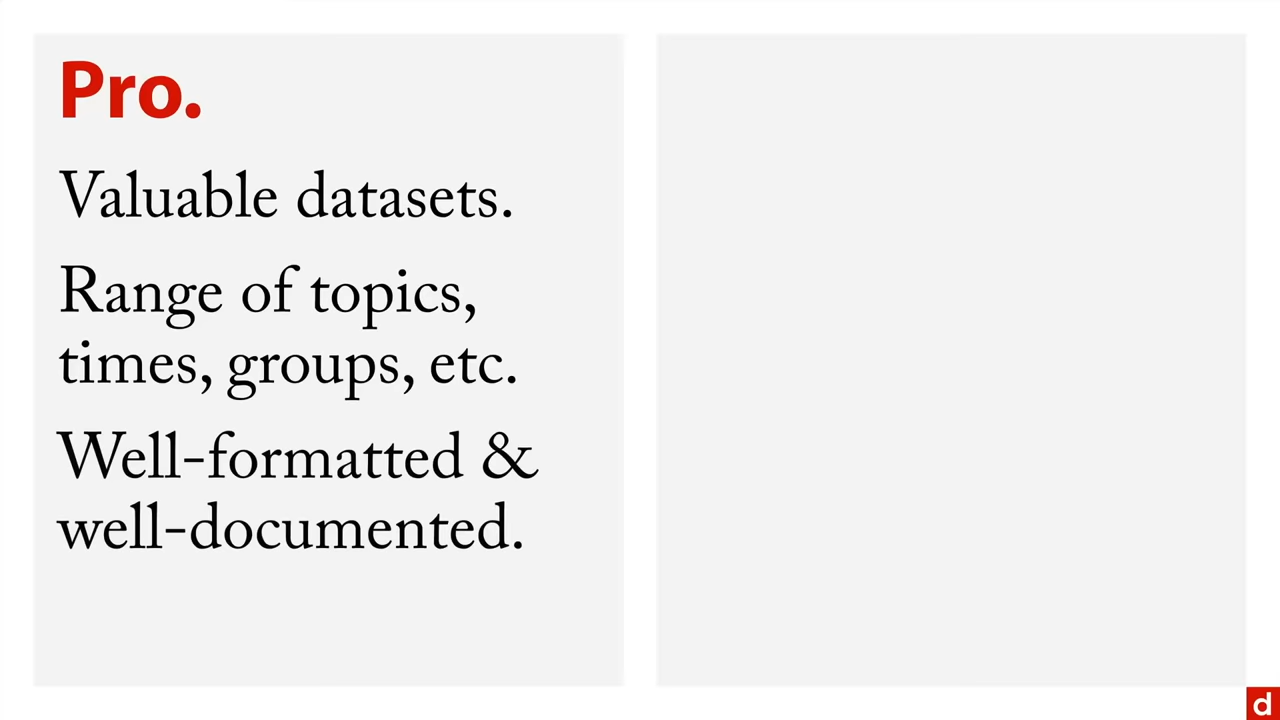 Pro.
Valuable datasets.
Range of topics,
times, groups, etc.
Well-formatted &
well-documented.
d